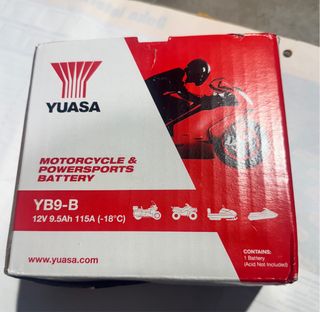 YUASA
MOTORCYCLE &
POWERSPORTS
BATTERY
YB9-B
12V 9.5Ah 115A (-18°C)
www.yuasa.com
CONTAINS:
1 Battery
(Acid Not Included)